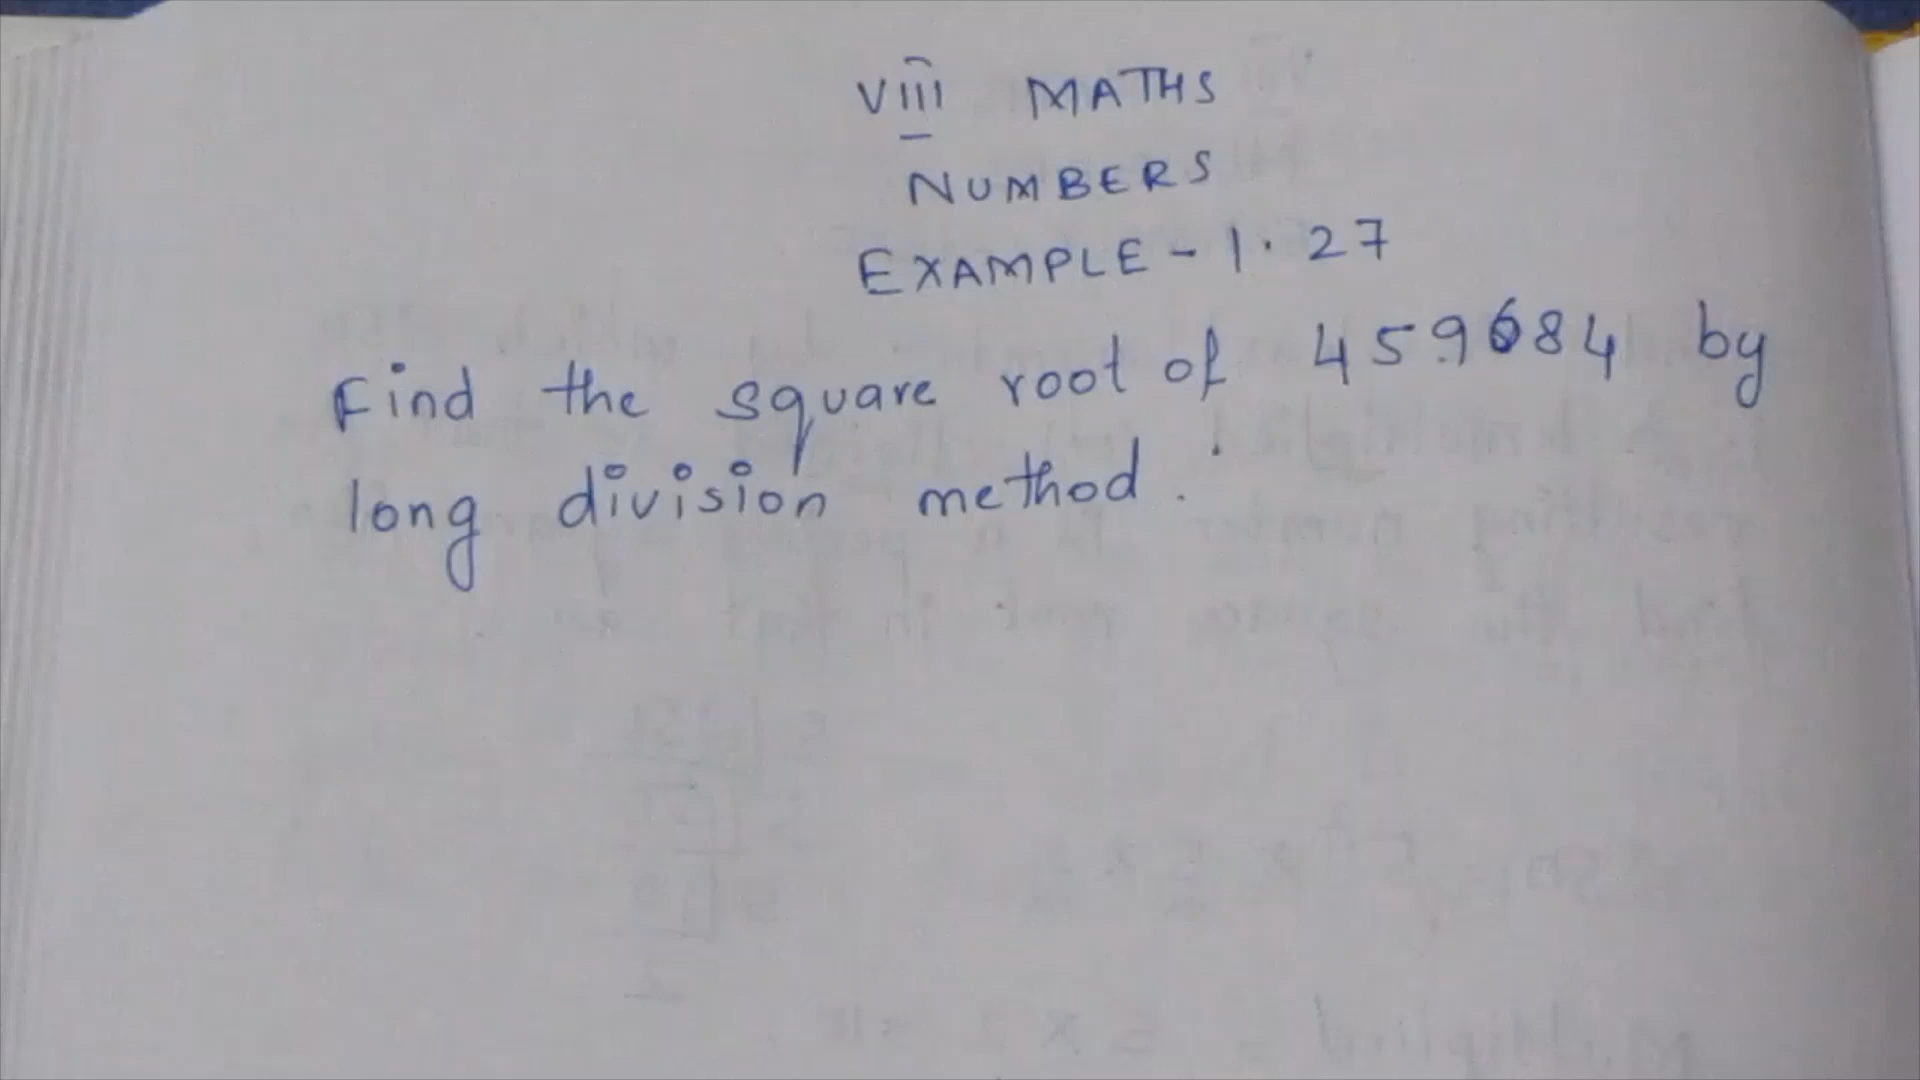 VIII MATHS
NUMBERS
EXAMPLE - 1.27
Find the square root of 459684 by
long division method.